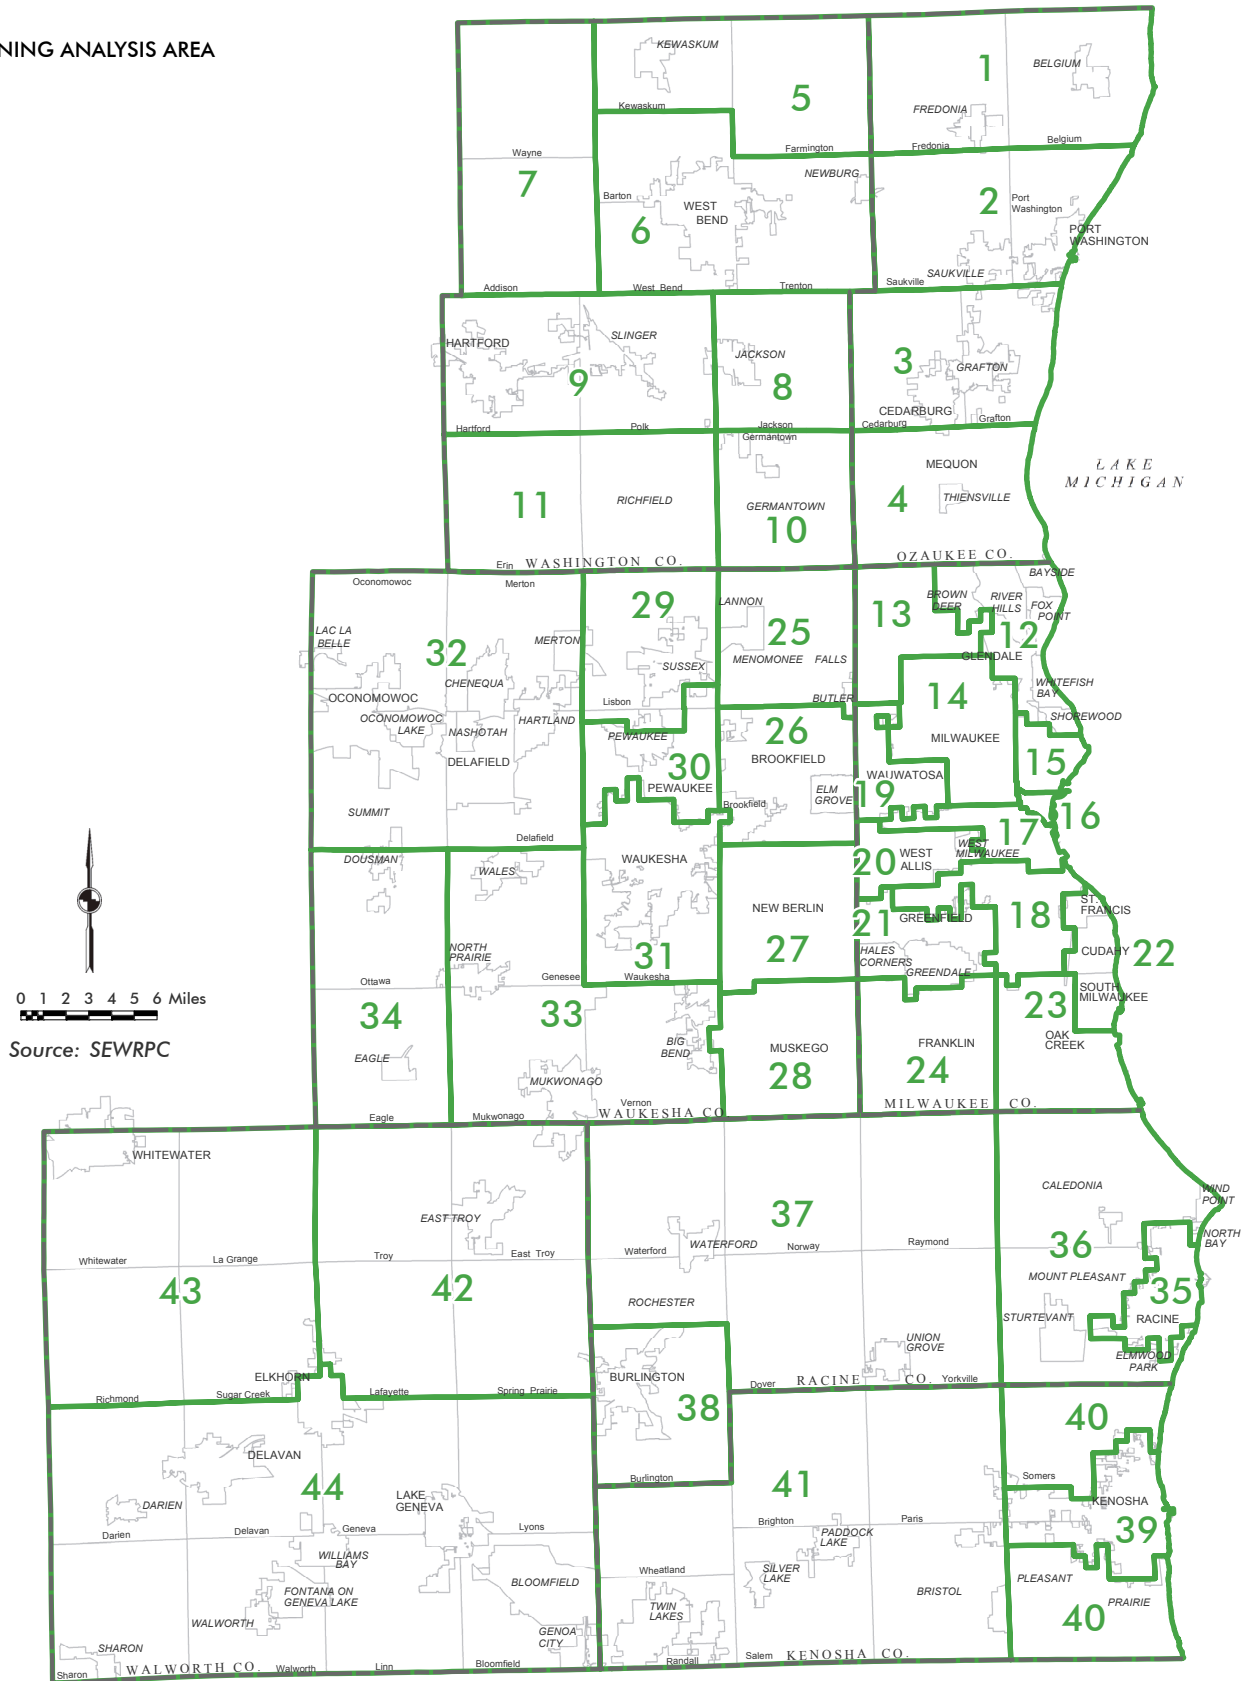 NING ANALYSIS AREA
KEWASKUM
1
BELGIUM
5
Kewaskum
FREDONIA
Belgium
Wayne
Farmington
Fredonia
7
NEWBURG
Barton
WEST
BEND
2
Port
Washington
6
PORT
WASHINGTON
SAUKVILLE
Addison
West Bend
Trenton
Saukville
HARTFORD
SLINGER
JACKSON
3
GRAFTON
9
8
CEDARBURG
Hartford
Polk
Jackson
Cedarburg
Grafton
Germantown
MEQUON
LAKE
MICHIGAN
11
RICHFIELD
GERMANTOWN
4
THIENSVILLE
10
Erin
WASHINGTON CO.
OZAUKEE CO.
Oconomowoc
Merton
BAYSIDE
29
LANNON
13
BROWN
DEER
RIVER
HILLS
FOX
POINT
LAC LA
BELLE
32
MERTON
25
12
SUSSEX
MENOMONEE FALLS
GLENDALE
CHENEQUA
OCONOMOWOC
Lisbon
BUTLER
14
WHITEFISH
BAY
OCONOMOWOC
LAKE
HARTLAND
SHOREWOOD
NASHOTAH
PEWAUKEE
26
MILWAUKEE
DELAFIELD
30
BROOKFIELD
15
PEWAUKEE
WAUWATOSA
ELM
GROVE
19
SUMMIT
Brookfield
16
Delafield
17
DOUSMAN
WAUKESHA
20
WEST
ALLIS
WEST
MILWAUKEE
WALES
NEW BERLIN
21
GREENFIELD
18
ST.
FRANCIS
NORTH
PRAIRIE
31
27
HALES
CORNERS
GREENDALE
CUDAHY
22
Ottawa
Genesee
Waukesha
0 1 2 3 4 5 6 Miles
34
33
23
SOUTH
MILWAUKEE
Source: SEWRPC
EAGLE
BIG
BEND
MUSKEGO
FRANKLIN
OAK
CREEK
28
24
MUKWONAGO
Vernon
Eagle
Mukwonago
WAUKESHA CO.
MILWAUKEE CO.
WHITEWATER
CALEDONIA
WIND
POINT
EAST TROY
37
Whitewater
La Grange
Troy
East Troy
Waterford
WATERFORD
Norway
Raymond
36
NORTH
BAY
43
42
MOUNT PLEASANT
35
ROCHESTER
STURTEVANT
RACINE
UNION
GROVE
ELMWOOD
PARK
ELKHORN
BURLINGTON
Richmond
Sugar Creek
Lafayette
Spring Prairie
Dover
RACINE CO.
Yorkville
38
40
DELAVAN
Burlington
Somers
44
LAKE
GENEVA
41
KENOSHA
DARIEN
Darien
Delavan
Geneva
Lyons
Brighton
Paris
39
PADDOCK
LAKE
WILLIAMS
BAY
Wheatland
SILVER
LAKE
PLEASANT
BLOOMFIELD
FONTANA ON
GENEVA LAKE
BRISTOL
PRAIRIE
TWIN
LAKES
40
WALWORTH
GENOA
CITY
SHARON
Sharon
WALWORTH CO.
Walworth
Linn
Bloomfield
Randall
Salem
KENOSHA CO.